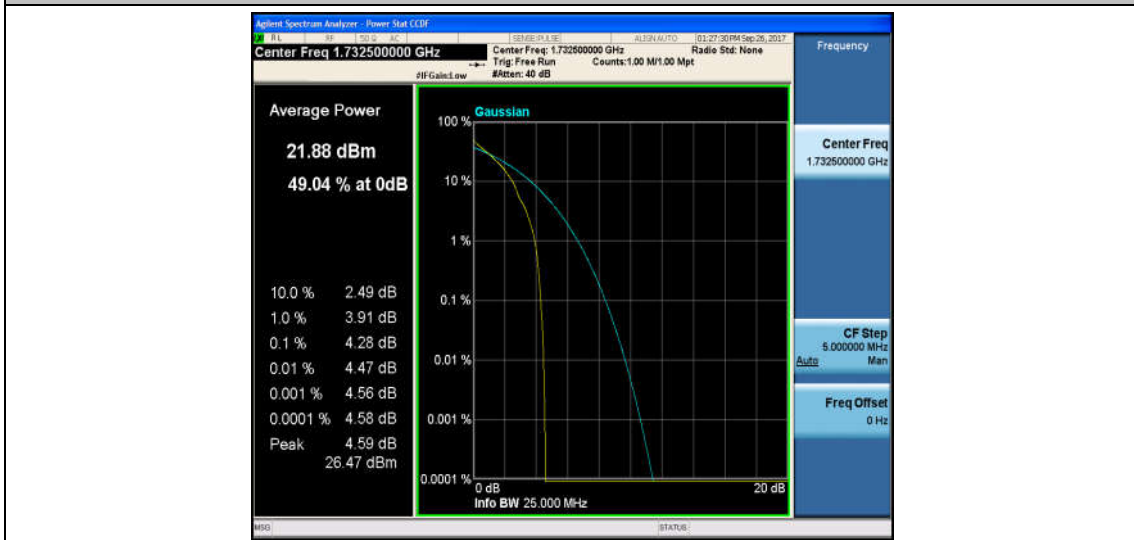 Agilent Spectrum Analyzer - Power Stat CCDF
RL RF 50 Ω AC SENSE:PULSE ALIGN AUTO 01:27:30 PM Sep 26, 2017
Center Freq 1.732500000 GHz
Center Freq: 1.732500000 GHz Radio Std: None
Trig: Free Run Counts:1.00 M/1.00 Mpt
#IFGain:Low #Atten: 40 dB
Frequency
Average Power
21.88 dBm
49.04 % at 0dB
10.0 % 2.49 dB
1.0 % 3.91 dB
0.1 % 4.28 dB
0.01 % 4.47 dB
0.001 % 4.56 dB
0.0001 % 4.58 dB
Peak 4.59 dB
26.47 dBm
Gaussian
100 %
10 %
1 %
0.1 %
0.01 %
0.001 %
0.0001 %
0 dB 20 dB
Info BW 25.000 MHz
Center Freq
1.732500000 GHz
CF Step
5.000000 MHz
Auto Man
Freq Offset
0 Hz
MSG STATUS